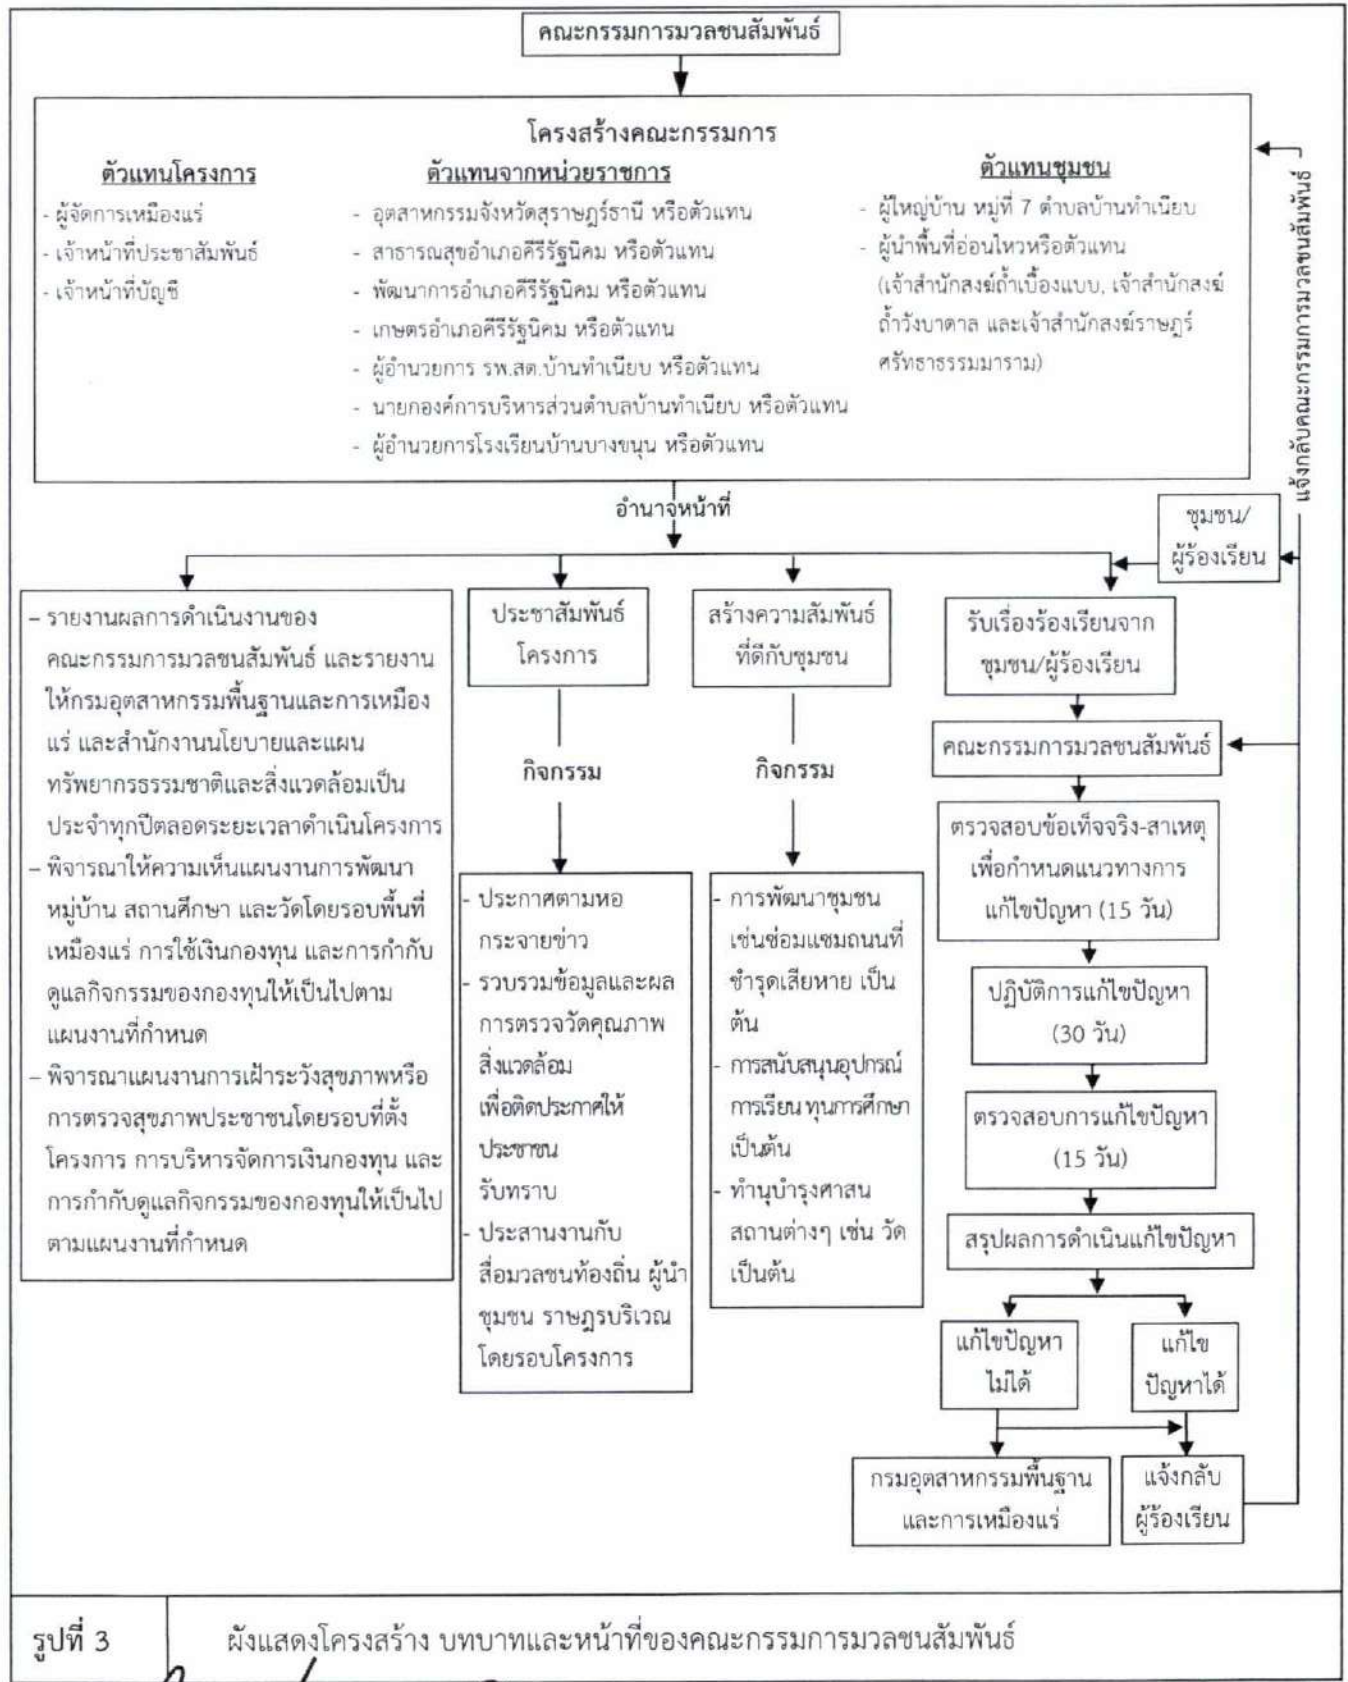 คณะกรรมการมวลชนสัมพันธ์
โครงสร้างคณะกรรมการ
ตัวแทนโครงการ
- ผู้จัดการเหมืองแร่
- เจ้าหน้าที่ประชาสัมพันธ์
- เจ้าหน้าที่บัญชี
ตัวแทนจากหน่วยราชการ
- อุตสาหกรรมจังหวัดสุราษฎร์ธานี หรือตัวแทน
- สาธารณสุขอำเภอคีรีรัฐนิคม หรือตัวแทน
- พัฒนาการอำเภอคีรีรัฐนิคม หรือตัวแทน
- เกษตรอำเภอคีรีรัฐนิคม หรือตัวแทน
- ผู้อำนวยการ รพ.สต.บ้านทำเนียบ หรือตัวแทน
- นายกองค์การบริหารส่วนตำบลบ้านทำเนียบ หรือตัวแทน
- ผู้อำนวยการโรงเรียนบ้านบางขนุน หรือตัวแทน
ตัวแทนชุมชน
- ผู้ใหญ่บ้าน หมู่ที่ 7 ตำบลบ้านทำเนียบ
- ผู้นำพื้นที่อ่อนไหวหรือตัวแทน
(เจ้าสำนักสงฆ์ถ้ำเบื้องแบบ, เจ้าสำนักสงฆ์
ถ้ำวังบาดาล และเจ้าสำนักสงฆ์ราษฎร์
ศรัทธาธรรมมาราม)
แจ้งกลับคณะกรรมการมวลชนสัมพันธ์
อำนาจหน้าที่
ชุมชน/
ผู้ร้องเรียน
– รายงานผลการดำเนินงานของ
คณะกรรมการมวลชนสัมพันธ์ และรายงาน
ให้กรมอุตสาหกรรมพื้นฐานและการเหมือง
แร่ และสำนักงานนโยบายและแผน
ทรัพยากรธรรมชาติและสิ่งแวดล้อมเป็น
ประจำทุกปีตลอดระยะเวลาดำเนินโครงการ
– พิจารณาให้ความเห็นแผนงานการพัฒนา
หมู่บ้าน สถานศึกษา และวัดโดยรอบพื้นที่
เหมืองแร่ การใช้เงินกองทุน และการกำกับ
ดูแลกิจกรรมของกองทุนให้เป็นไปตาม
แผนงานที่กำหนด
– พิจารณาแผนงานการเฝ้าระวังสุขภาพหรือ
การตรวจสุขภาพประชาชนโดยรอบที่ตั้ง
โครงการ การบริหารจัดการเงินกองทุน และ
การกำกับดูแลกิจกรรมของกองทุนให้เป็นไป
ตามแผนงานที่กำหนด
ประชาสัมพันธ์
โครงการ
กิจกรรม
- ประกาศตามหอ
กระจายข่าว
- รวบรวมข้อมูลและผล
การตรวจวัดคุณภาพ
สิ่งแวดล้อม
เพื่อติดประกาศให้
ประชาชน
รับทราบ
- ประสานงานกับ
สื่อมวลชนท้องถิ่น ผู้นำ
ชุมชน ราษฎรบริเวณ
โดยรอบโครงการ
สร้างความสัมพันธ์
ที่ดีกับชุมชน
กิจกรรม
- การพัฒนาชุมชน
เช่นซ่อมแซมถนนที่
ชำรุดเสียหาย เป็น
ต้น
- การสนับสนุนอุปกรณ์
การเรียน ทุนการศึกษา
เป็นต้น
- ทำนุบำรุงศาสน
สถานต่างๆ เช่น วัด
เป็นต้น
รับเรื่องร้องเรียนจาก
ชุมชน/ผู้ร้องเรียน
คณะกรรมการมวลชนสัมพันธ์
ตรวจสอบข้อเท็จจริง-สาเหตุ
เพื่อกำหนดแนวทางการ
แก้ไขปัญหา (15 วัน)
ปฏิบัติการแก้ไขปัญหา
(30 วัน)
ตรวจสอบการแก้ไขปัญหา
(15 วัน)
สรุปผลการดำเนินแก้ไขปัญหา
แก้ไขปัญหา
ไม่ได้
แก้ไข
ปัญหาได้
กรมอุตสาหกรรมพื้นฐาน
และการเหมืองแร่
แจ้งกลับ
ผู้ร้องเรียน
รูปที่ 3
ผังแสดงโครงสร้าง บทบาทและหน้าที่ของคณะกรรมการมวลชนสัมพันธ์